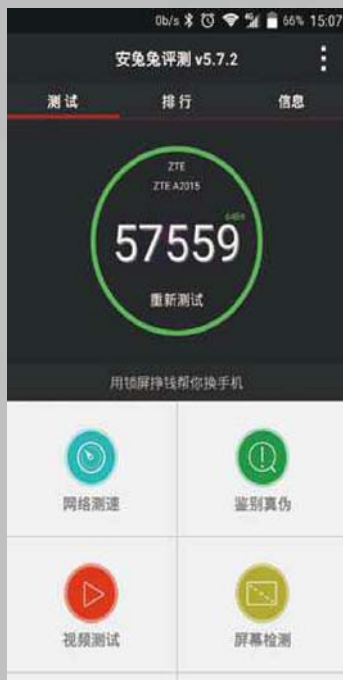 0b/s 66% 15:07
安兔兔评测 v5.7.2
测试 排行 信息
ZTE
ZTE A2015
64Bit
57559
重新测试
用锁屏挣钱帮你换手机
网络测速 鉴别真伪
视频测试 屏幕检测